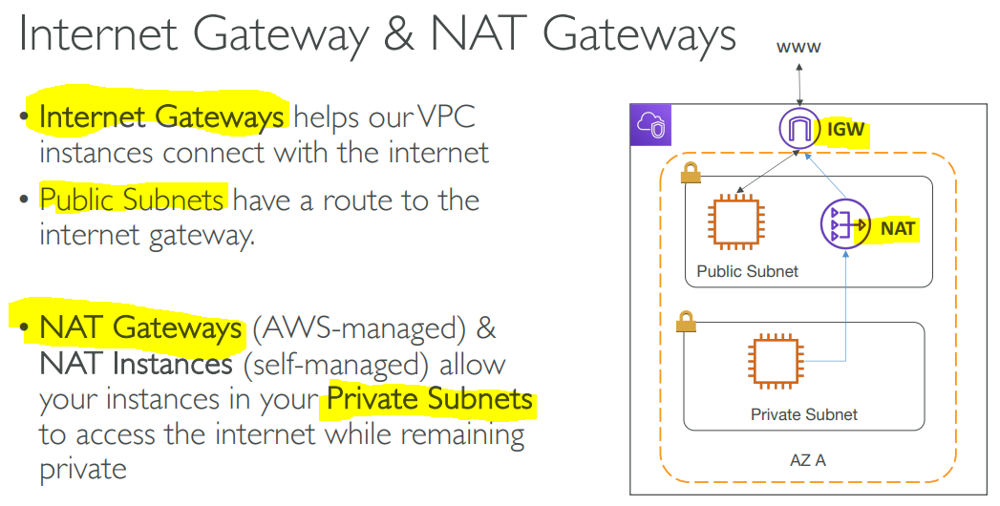 Internet Gateway & NAT Gateways
• Internet Gateways helps our VPC
instances connect with the internet
• Public Subnets have a route to the
internet gateway.
• NAT Gateways (AWS-managed) &
NAT Instances (self-managed) allow
your instances in your Private Subnets
to access the internet while remaining
private
www
IGW
NAT
Public Subnet
Private Subnet
AZ A